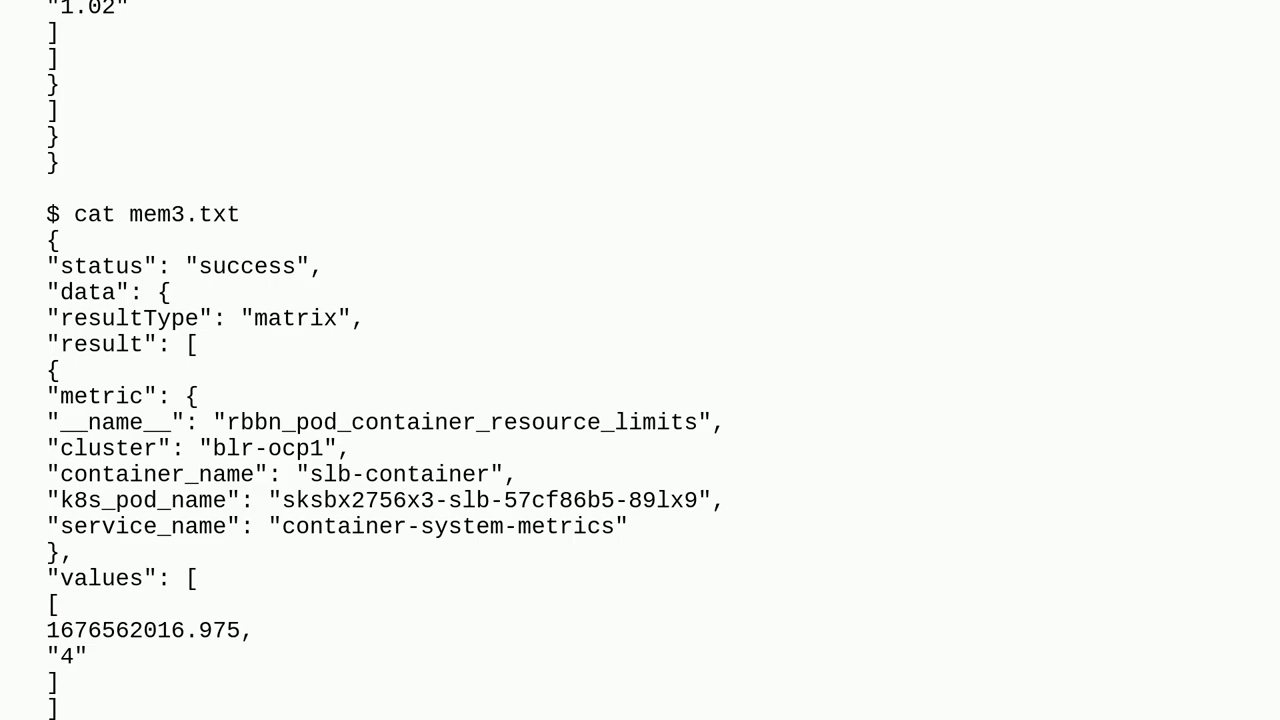 "1.02"
]
]
}
]
}
}

$ cat mem3.txt
{
"status": "success",
"data": {
"resultType": "matrix",
"result": [
{
"metric": {
"__name__": "rbbn_pod_container_resource_limits",
"cluster": "blr-ocp1",
"container_name": "slb-container",
"k8s_pod_name": "sksbx2756x3-slb-57cf86b5-89lx9",
"service_name": "container-system-metrics"
},
"values": [
[
1676562016.975,
"4"
]
]